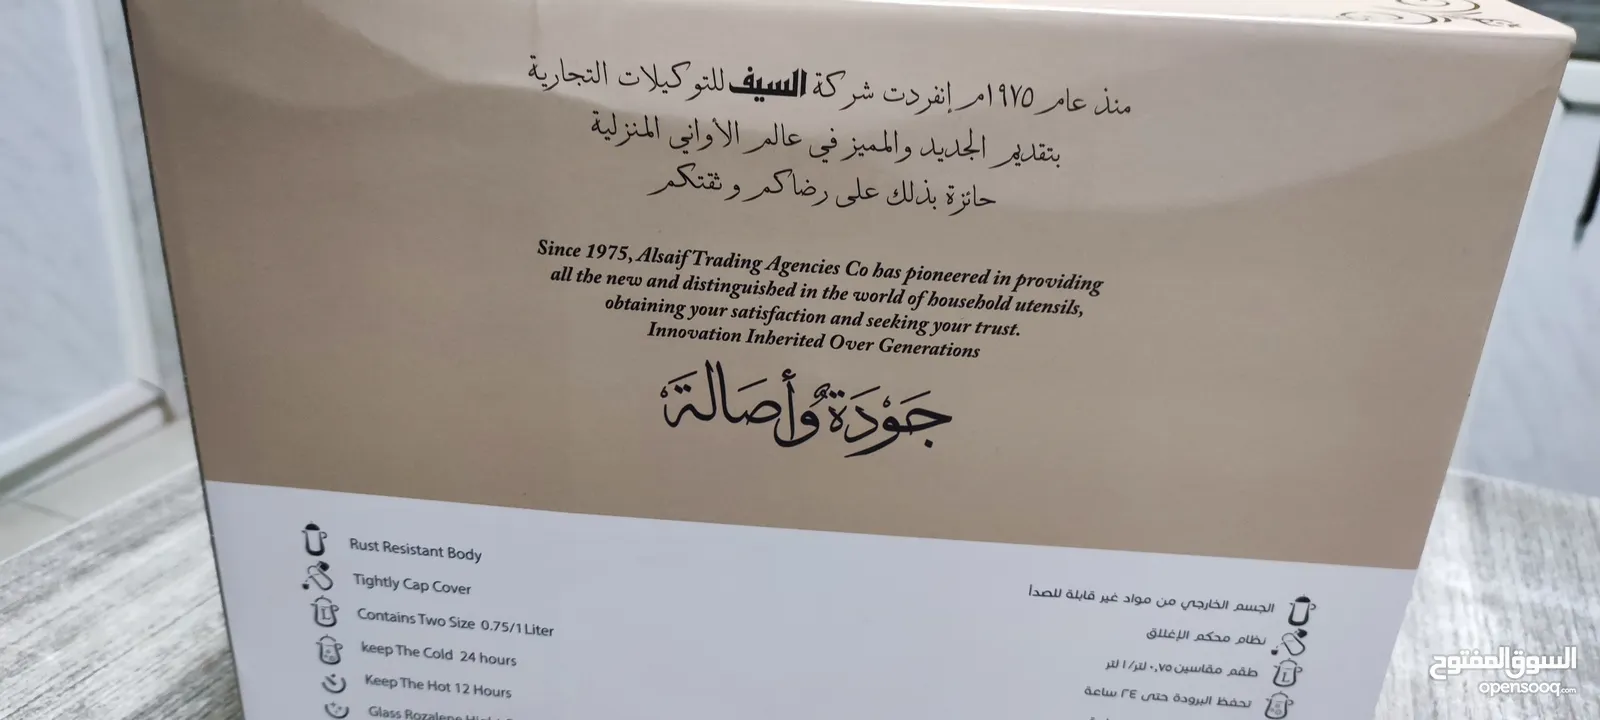 منذ عام ١٩٧٥م إنفردت شركة السيف للتوكيلات التجارية
بتقديم الجديد والمميز في عالم الأواني المنزلية
حائزة بذلك على رضاكم وثقتكم
Since 1975, Alsaif Trading Agencies Co has pioneered in providing
all the new and distinguished in the world of household utensils,
obtaining your satisfaction and seeking your trust.
Innovation Inherited Over Generations
جَوْدَةٌ وَأَصَالَةٌ
Rust Resistant Body
Tightly Cap Cover
Contains Two Size 0.75/1 Liter
keep The Cold 24 hours
Keep The Hot 12 Hours
Glass Rozalene
الجسم الخارجي من مواد غير قابلة للصدأ
نظام محكم الإغلاق
طقم مقاسين ٠,٧٥ لتر/١ لتر
تحفظ البرودة حتى ٢٤ ساعة
السوق المفتوح
opensooq.com